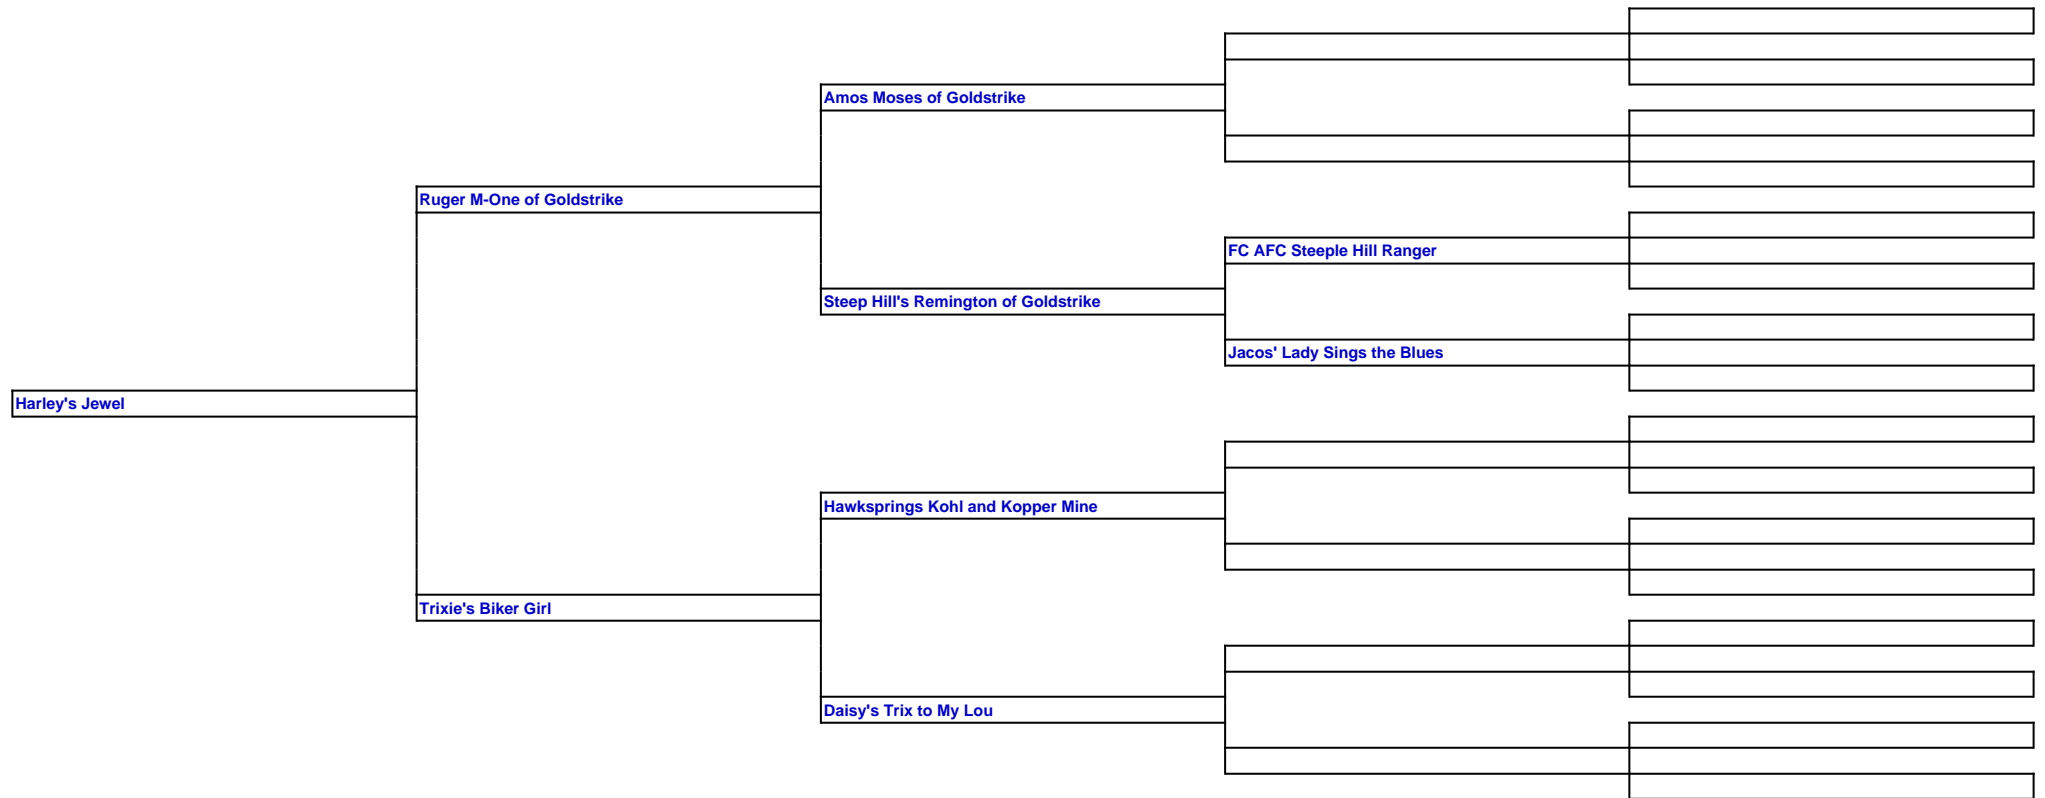 Amos Moses of Goldstrike
Ruger M-One of Goldstrike
FC AFC Steeple Hill Ranger
Steep Hill's Remington of Goldstrike
Jacos' Lady Sings the Blues
Harley's Jewel
Hawksprings Kohl and Kopper Mine
Trixie's Biker Girl
Daisy's Trix to My Lou